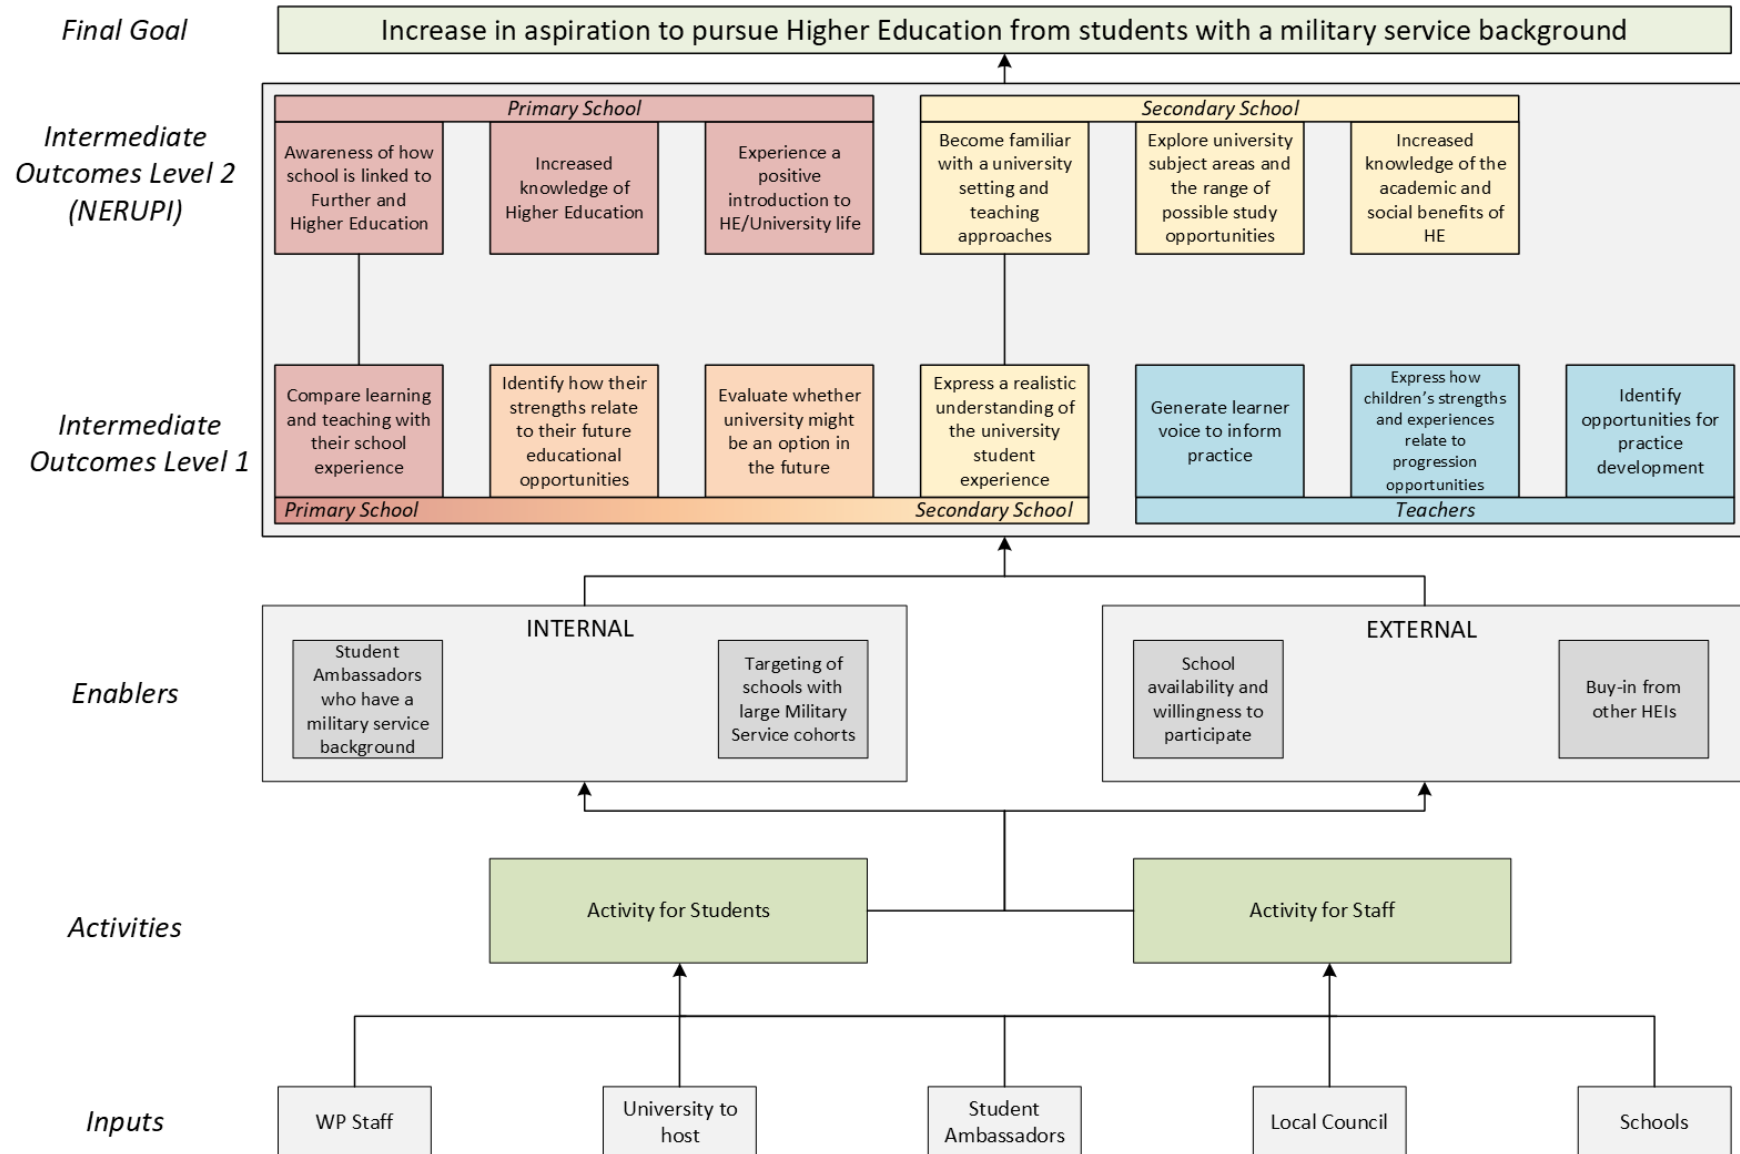 Final Goal
Increase in aspiration to pursue Higher Education from students with a military service background
Intermediate
Outcomes Level 2
(NERUPI)
Primary School
Awareness of how
school is linked to
Further and
Higher Education
Increased
knowledge of
Higher Education
Experience a
positive
introduction to
HE/University life
Secondary School
Become familiar
with a university
setting and
teaching
approaches
Explore university
subject areas and
the range of
possible study
opportunities
Increased
knowledge of the
academic and
social benefits of
HE
Intermediate
Outcomes Level 1
Compare learning
and teaching with
their school
experience
Identify how their
strengths relate
to their future
educational
opportunities
Evaluate whether
university might
be an option in
the future
Express a realistic
understanding of
the university
student
experience
Primary School
Secondary School
Generate learner
voice to inform
practice
Express how
children’s strengths
and experiences
relate to
progression
opportunities
Identify
opportunities for
practice
development
Teachers
Enablers
INTERNAL
Student
Ambassadors
who have a
military service
background
Targeting of
schools with
large Military
Service cohorts
EXTERNAL
School
availability and
willingness to
participate
Buy-in from
other HEIs
Activities
Activity for Students
Activity for Staff
Inputs
WP Staff
University to
host
Student
Ambassadors
Local Council
Schools